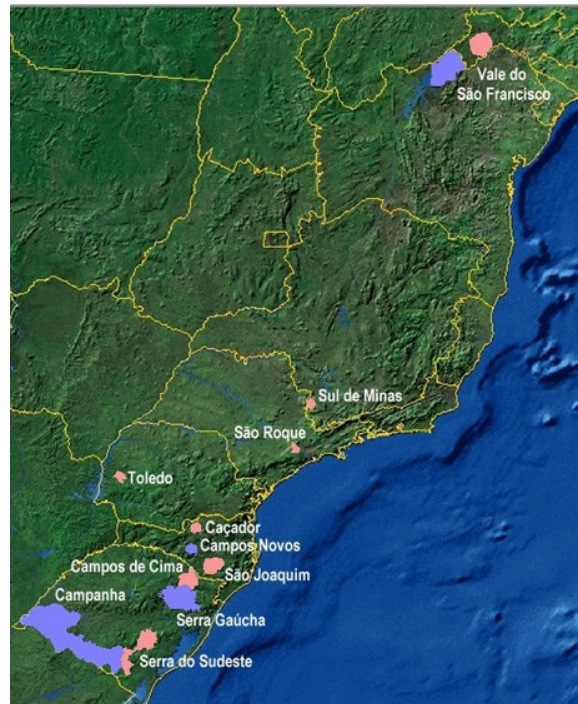 Vale do
São Francisco
Sul de Minas
São Roque
Toledo
Caçador
Campos Novos
Campos de Cima
São Joaquim
Campanha
Serra Gaúcha
Serra do Sudeste